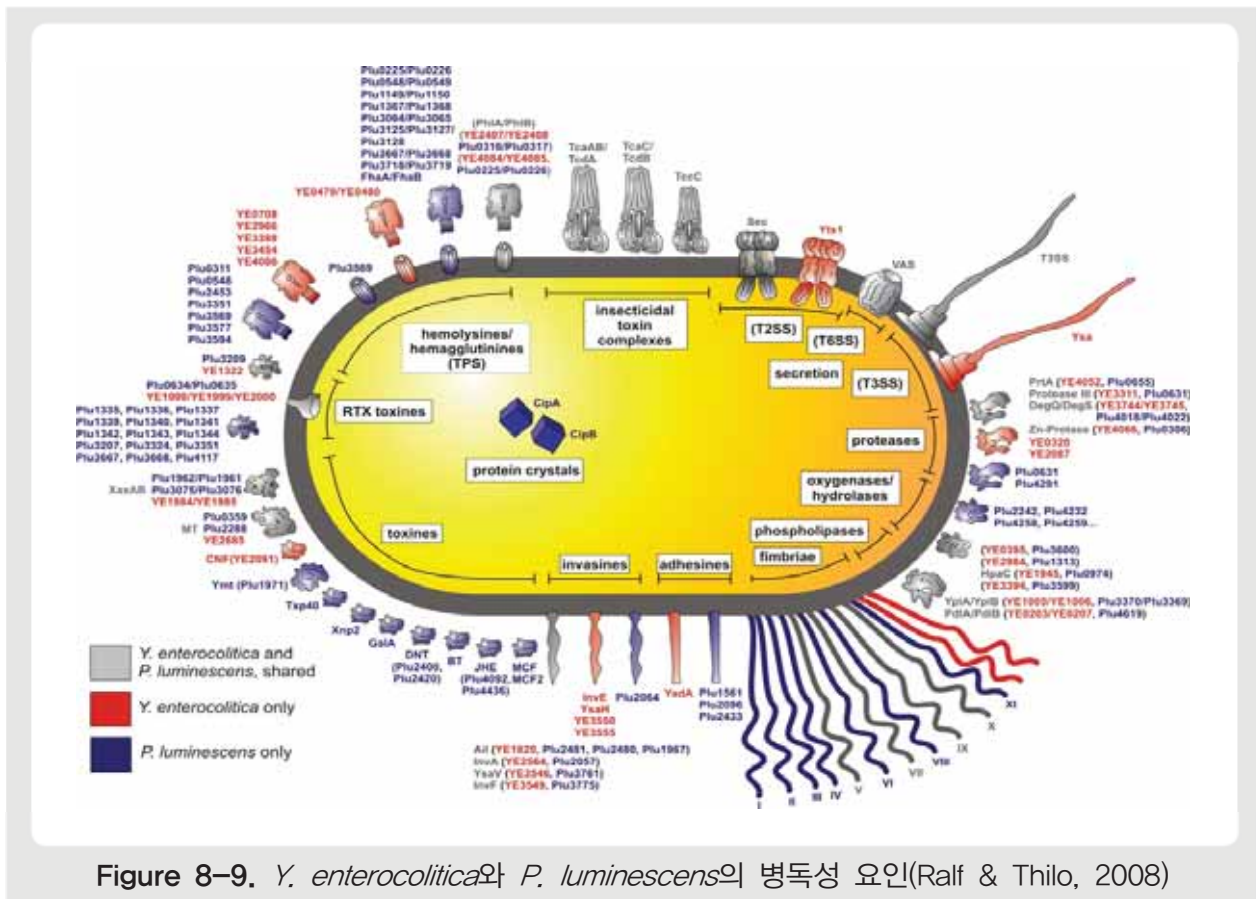 Plu0225/Plu0226
Plu0548/Plu0549
Plu1149/Plu1150
Plu1367/Plu1368
Plu3064/Plu3065
Plu3125/Plu3127/
Plu3128
Plu3667/Plu3668
Plu3718/Plu3719
FhaA/FhaB
(PhlA/PhlB)
(YE2407/YE2408
Plu0316/Plu0317)
(YE4084/YE4085,
Plu0225/Plu0226)
TcaAB/
TcdA
TcaC/
TcdB
TccC
Sec
Yts1
VAS
T3SS
Ysa
YE0479/YE0480
YE0708
YE2966
YE3389
YE3454
YE4086
Plu3569
Plu0311
Plu0548
Plu2453
Plu3351
Plu3569
Plu3577
Plu3594
Plu3209
YE1322
Plu0634/Plu0635
YE1998/YE1999/YE2000
Plu1335, Plu1336, Plu1337
Plu1339, Plu1340, Plu1341
Plu1342, Plu1343, Plu1344
Plu3207, Plu3324, Plu3351
Plu3667, Plu3668, Plu4117
Plu1962/Plu1961
XaxAB Plu3075/Plu3076
YE1984/YE1985
Plu0359
MT Plu2288
YE2665
CNF(YE2091)
Ymt (Plu1971)
Txp40
Xnp2
GalA
DNT
(Plu2400,
Plu2420)
BT
JHE
(Plu4092,
Plu4436)
MCF
MCF2
hemolysines/
hemagglutinines
(TPS)
insecticidal
toxin
complexes
(T2SS)
(T6SS)
secretion
(T3SS)
RTX toxines
CipA
CipB
protein crystals
proteases
oxygenases/
hydrolases
phospholipases
fimbriae
toxines
invasines
adhesines
PrtA (YE4052, Plu0655)
Protease III (YE3311, Plu0631)
DegQ/DegS (YE3744/YE3745,
Plu4018/Plu4022)
Zn-Protease (YE4066, Plu0306)
YE0320
YE2087
Plu0631
Plu4291
Plu2242, Plu4232
Plu4258, Plu4259...
(YE0395, Plu3600)
(YE2984, Plu1313)
HpaC (YE1945, Plu0974)
(YE3396, Plu3599)
YplA/YplB (YE1005/YE1006, Plu3370/Plu3369)
PdlA/PdlB (YE0203/YE0207, Plu4619)
InvE
YsaH
YE3550
YE3555
Plu2064
YadA
Plu1561
Plu2096
Plu2433
Ail (YE1820, Plu2481, Plu2480, Plu1967)
InvA (YE2564, Plu2057)
YsaV (YE3546, Plu3761)
InvF (YE3549, Plu3775)
I
II
III
IV
V
VI
VII
VIII
IX
X
XI
Y. enterocolitica and
P. luminescens, shared
Y. enterocolitica only
P. luminescens only
Figure 8-9. Y. enterocolitica와 P. luminescens의 병독성 요인(Ralf & Thilo, 2008)